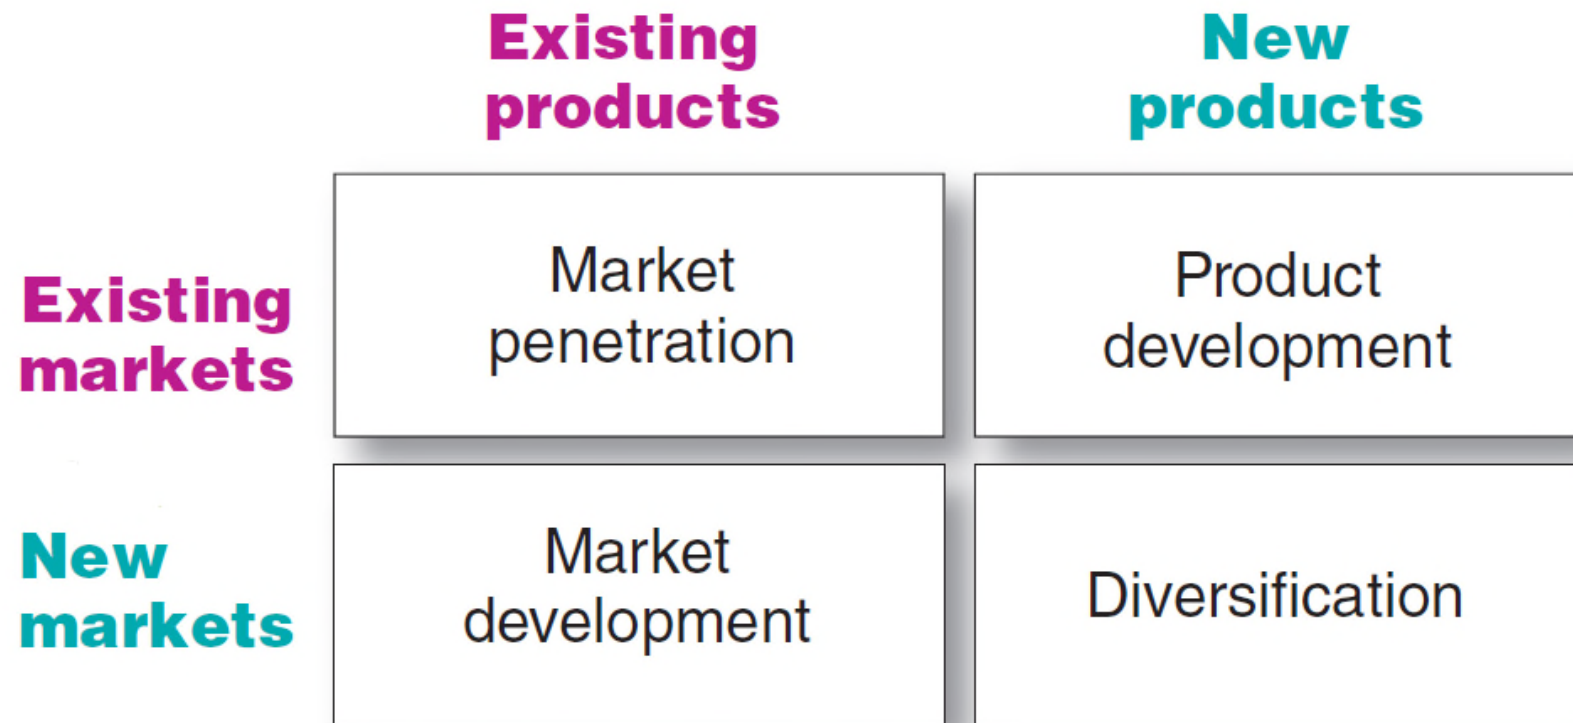 Existing
products
New
products
Existing
markets
Market
penetration
Product
development
New
markets
Market
development
Diversification